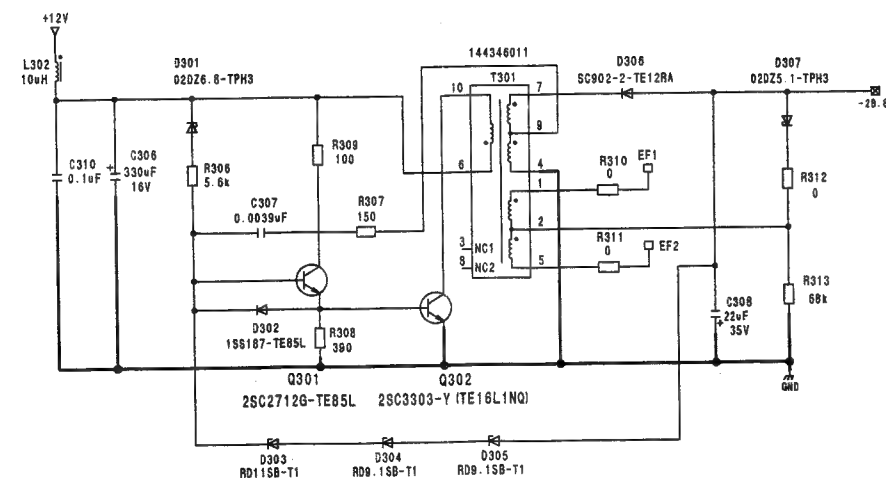 +12V
L302
10uH
D301
02DZ6.8-TPH3
144346011
T301
D306
SC902-2-TE12RA
D307
02DZ5.1-TPH3
10
7
-28.8
C310
0.1uF
C306
+
330uF
16V
R306
5.6k
R309
100
9
6
4
R310
0
EF1
R312
0
C307
0.0039uF
R307
150
1
2
3
NC1
8
NC2
5
R311
0
EF2
R313
68k
D302
1SS187-TE85L
R308
390
C308
22uF
+
35V
Q301
2SC2712G-TE85L
Q302
2SC3303-Y(TE16L1NQ)
GND
D303
RD11SB-T1
D304
RD9.1SB-T1
D305
RD9.1SB-T1